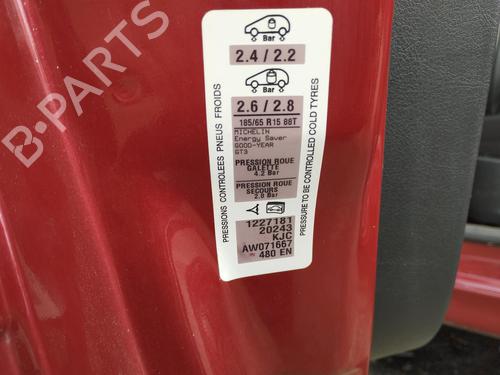 Bar
2.4 / 2.2
Bar
2.6 / 2.8
185/65 R15 88T
MICHELIN
Energy Saver
GOOD-YEAR
GT3
PRESSION ROUE
GALETTE
4.2 Bar
PRESSION ROUE
SECOURS
2.8 Bar
1227181
20243
KJC
AW071667
480 EN
PRESSIONS CONTROLEES PNEUS FROIDS
PRESSURE TO BE CONTROLLED COLD TYRES
B-PARTS